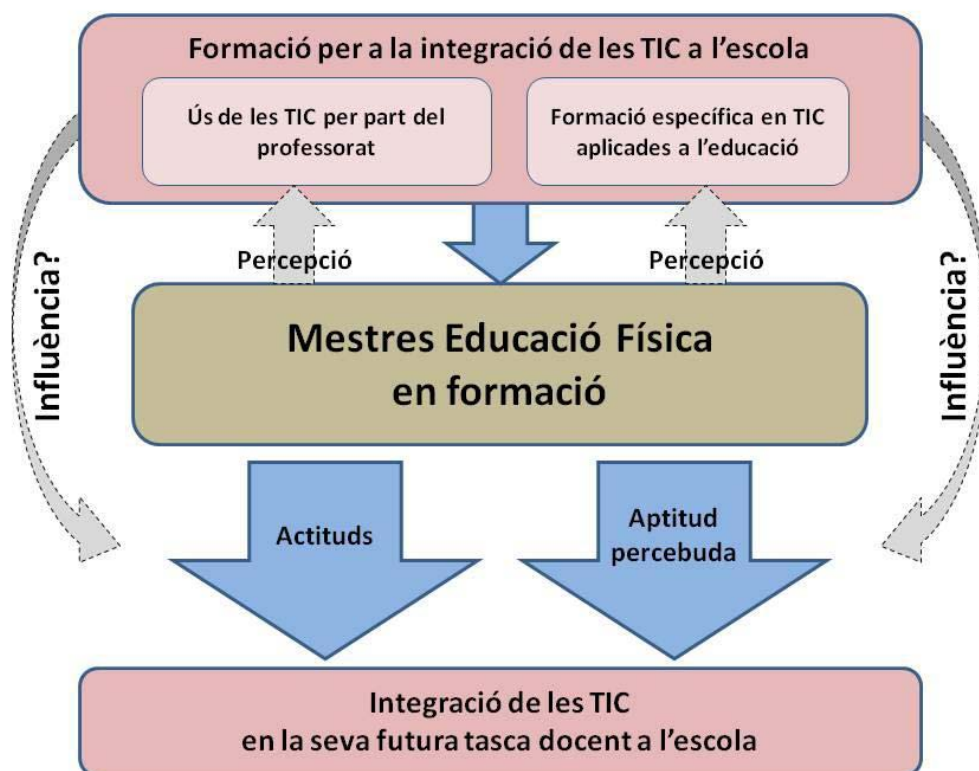 Formació per a la integració de les TIC a l'escola
Ús de les TIC per part del
professorat
Formació específica en TIC
aplicades a l'educació
Percepció
Percepció
Influència?
Influència?
Mestres Educació Física
en formació
Actituds
Aptitud
percebuda
Integració de les TIC
en la seva futura tasca docent a l'escola